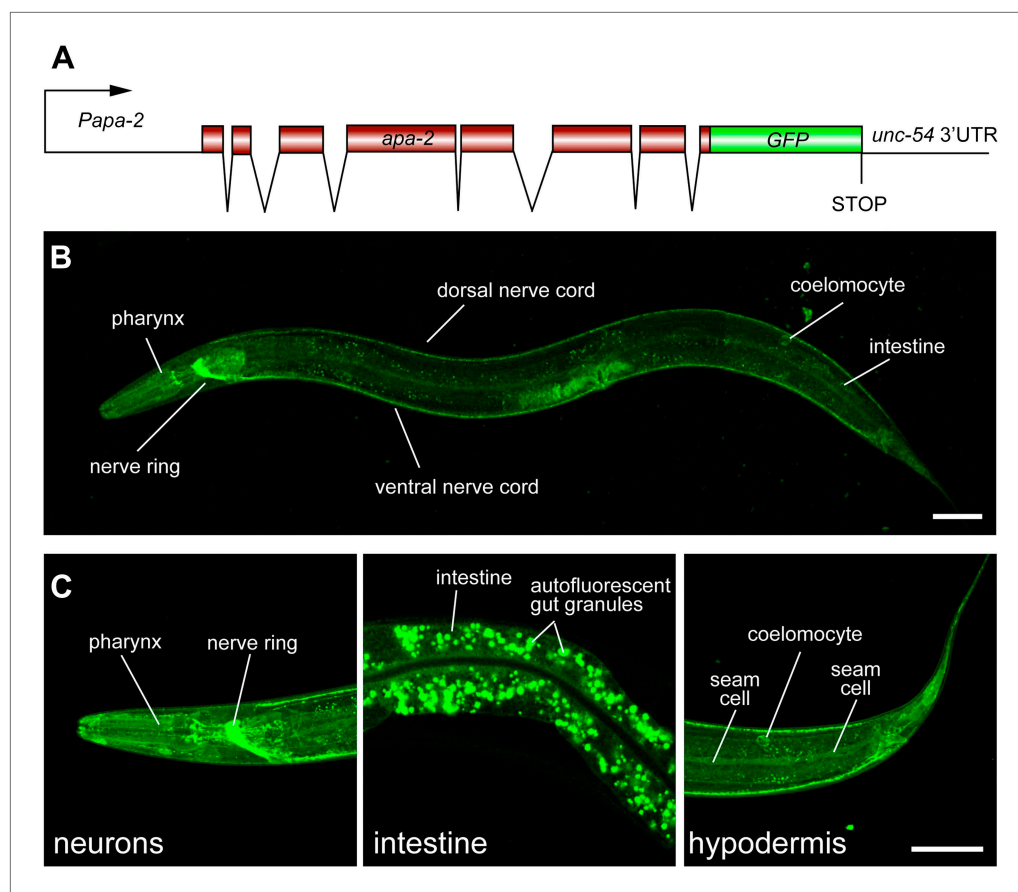 A
Papa-2
apa-2
GFP
unc-54 3'UTR
STOP
B
pharynx
dorsal nerve cord
coelomocyte
intestine
nerve ring
ventral nerve cord
C
pharynx
nerve ring
neurons
intestine
autofluorescent
gut granules
intestine
coelomocyte
seam
cell
seam
cell
hypodermis